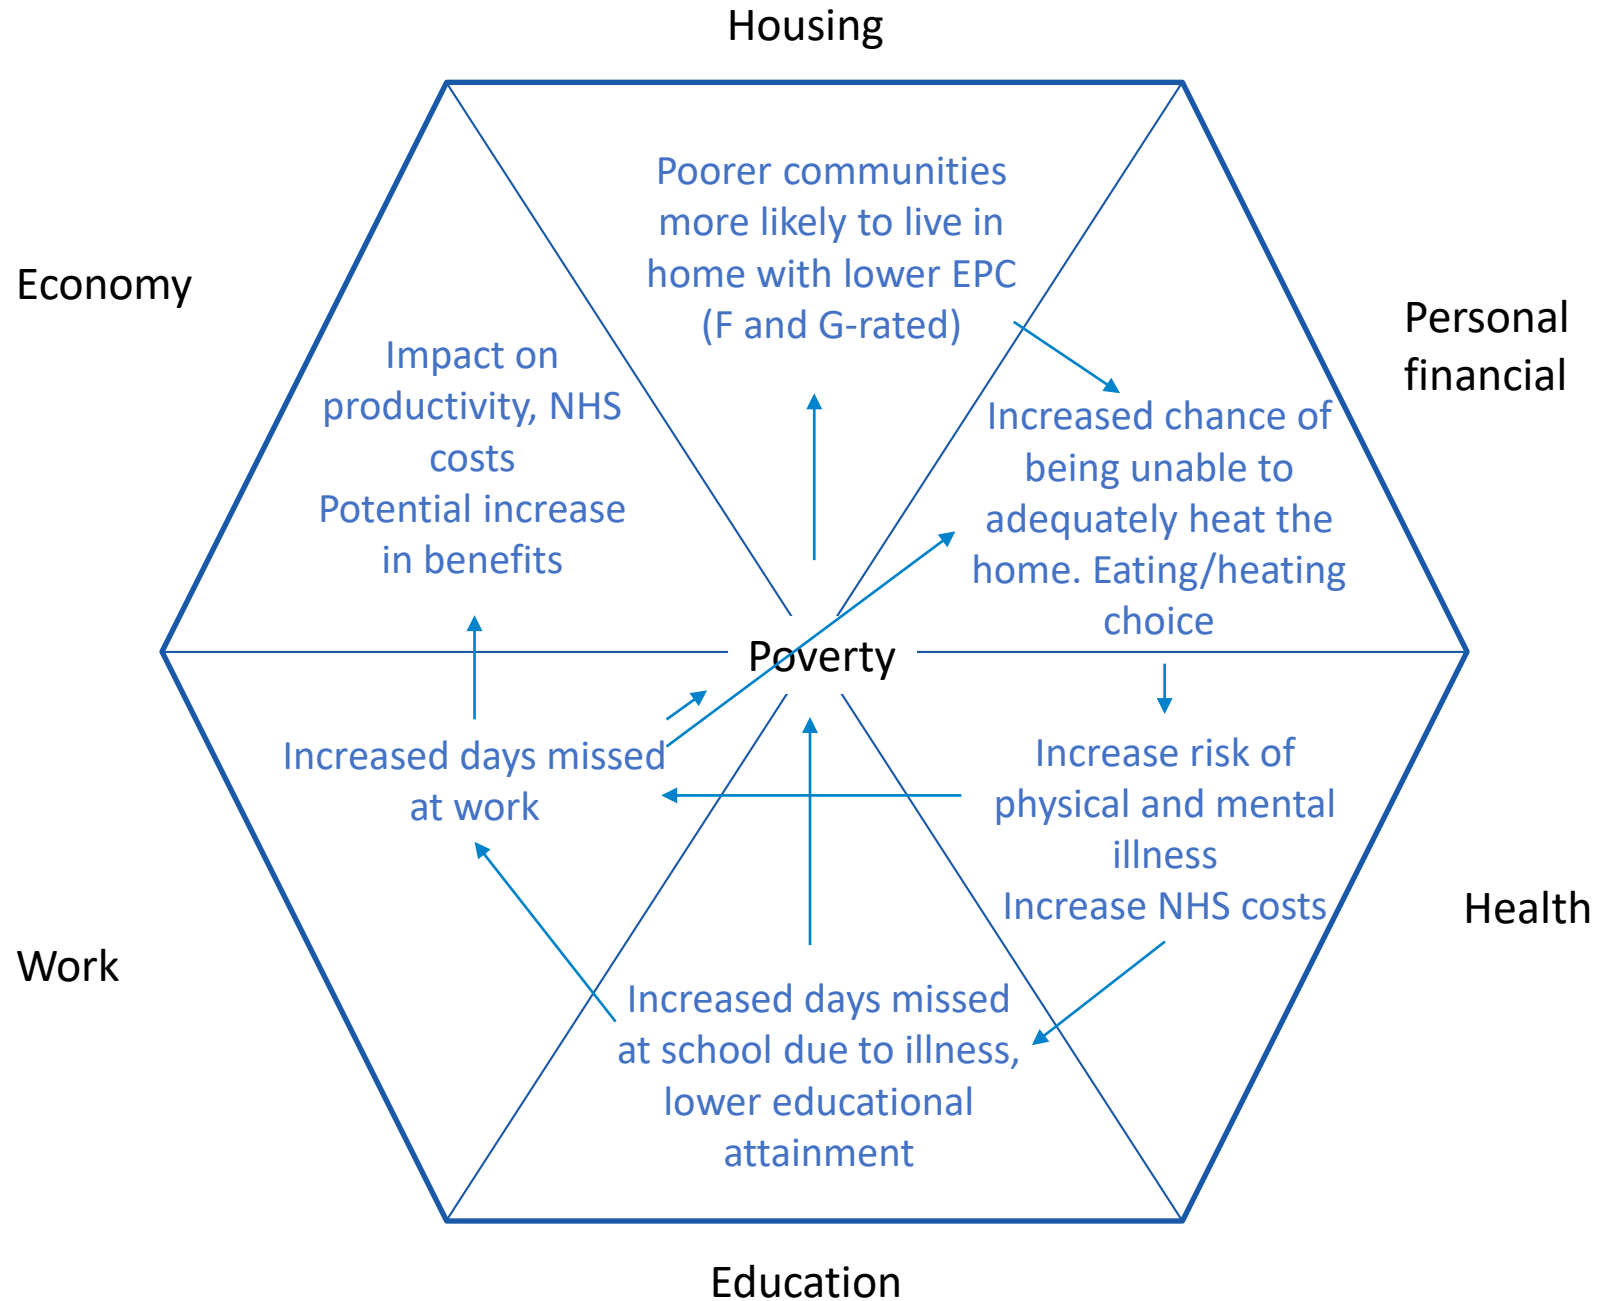 Housing
Poorer communities
more likely to live in
home with lower EPC
(F and G-rated)
Economy
Personal
financial
Impact on
productivity, NHS
costs
Potential increase
in benefits
Increased chance of
being unable to
adequately heat the
home. Eating/heating
choice
Poverty
Increased days missed
at work
Increase risk of
physical and mental
illness
Increase NHS costs
Health
Work
Increased days missed
at school due to illness,
lower educational
attainment
Education